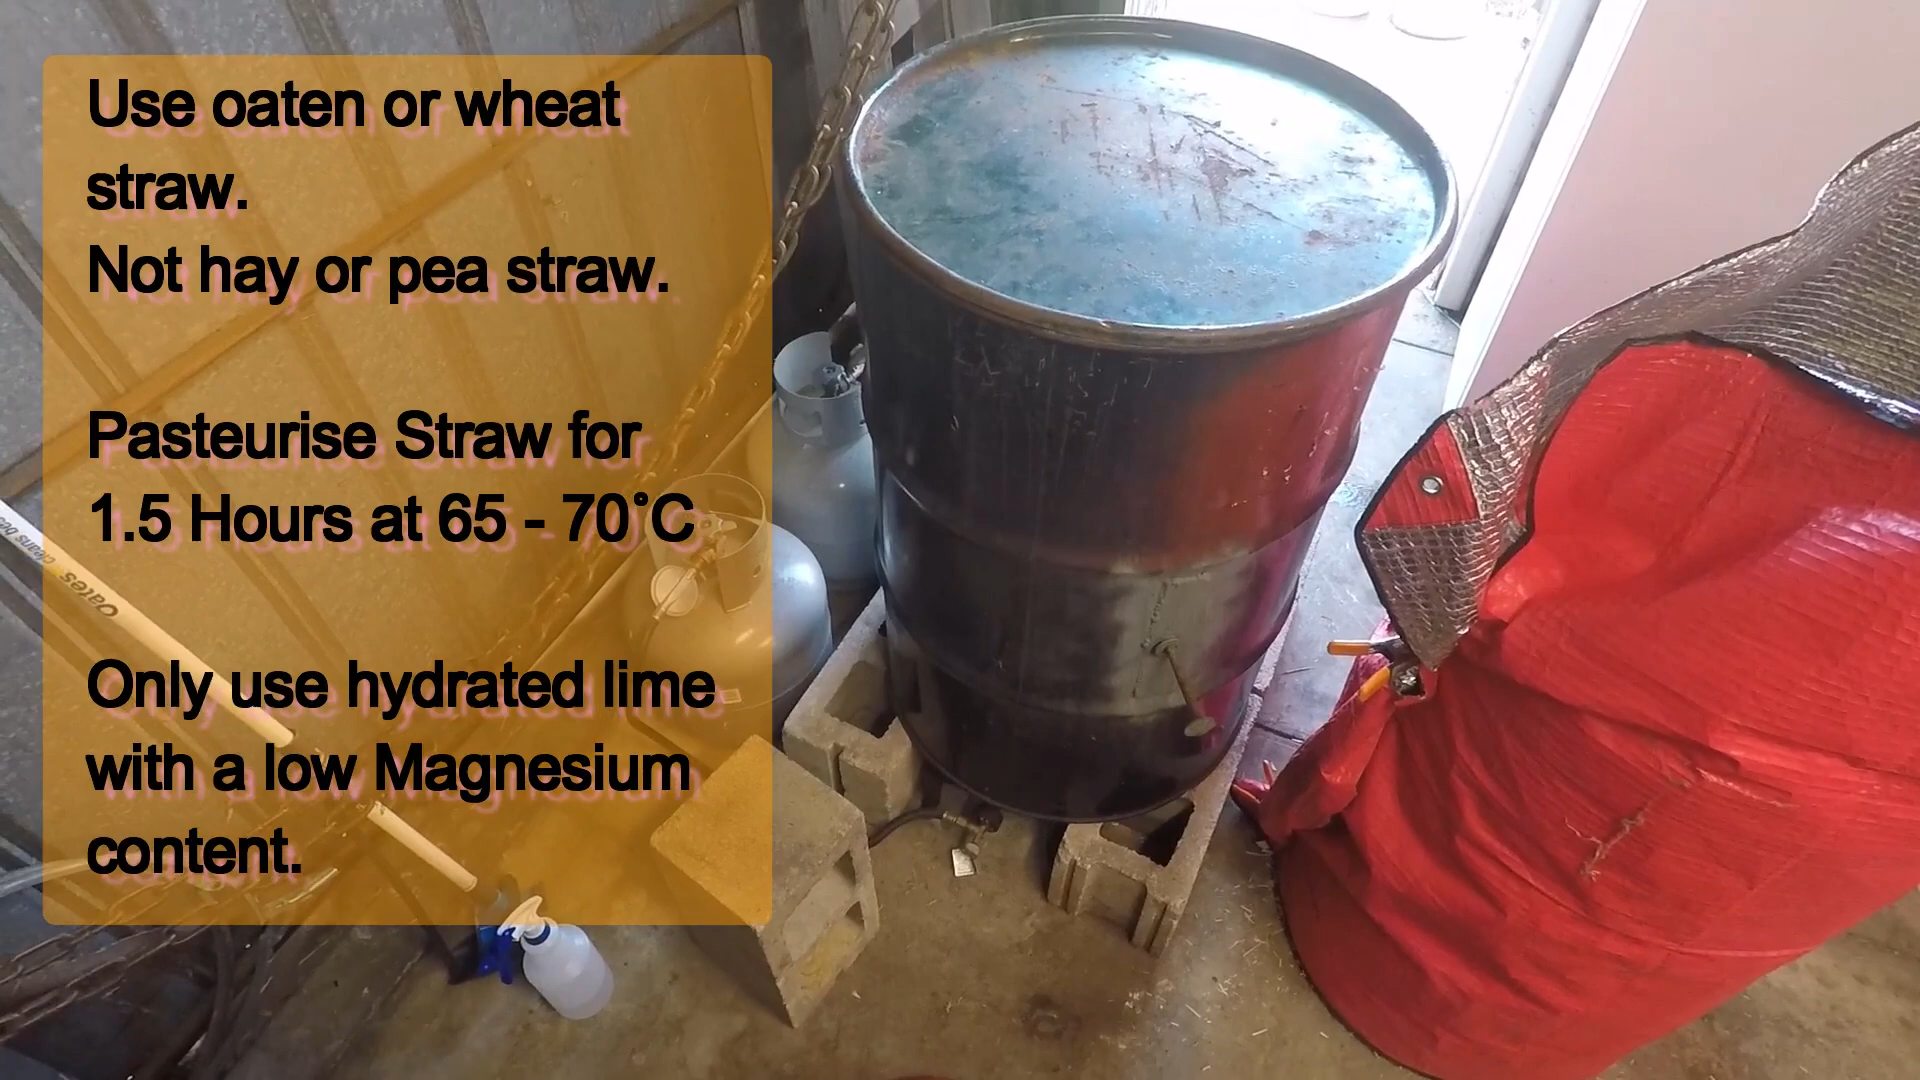 Use oaten or wheat
straw.
Not hay or pea straw.
Pasteurise Straw for
1.5 Hours at 65 - 70°C
Only use hydrated lime
with a low Magnesium
content.
Oates cleans